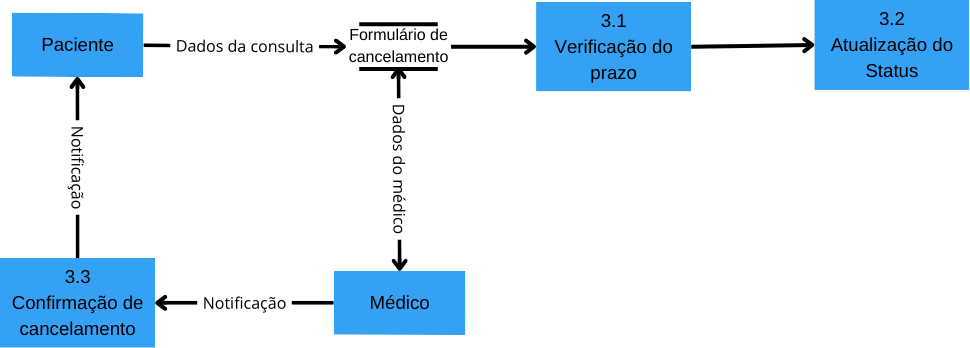 Paciente
Dados da consulta
Formulário de
cancelamento
3.1
Verificação do
prazo
3.2
Atualização do
Status
Notificação
Dados do médico
3.3
Confirmação de
cancelamento
Notificação
Médico